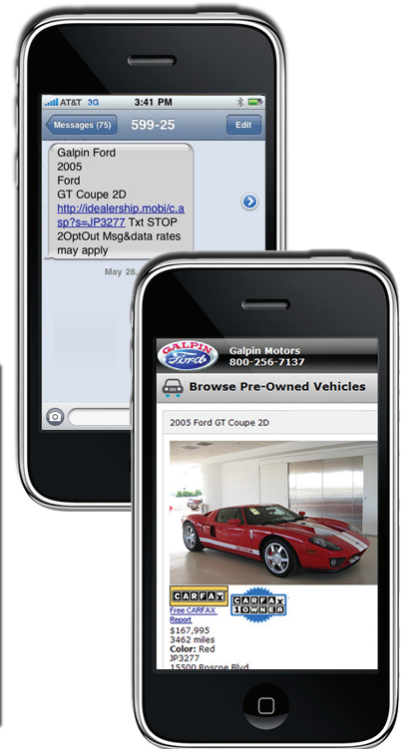 AT&T 3G 3:41 PM
Messages (75) 599-25 Edit
Galpin Ford
2005
Ford
GT Coupe 2D
http://idealership.mobi/c.a
sp?s=JP3277 Txt STOP
2OptOut Msg&data rates
may apply
May 28,
GALPIN
Ford
Galpin Motors
800-256-7137
Browse Pre-Owned Vehicles
2005 Ford GT Coupe 2D
CARFAX
CARFAX
1 OWNER
Free CARFAX
Report
$167,995
3462 miles
Color: Red
JP3277
15500 Roscoe Blvd